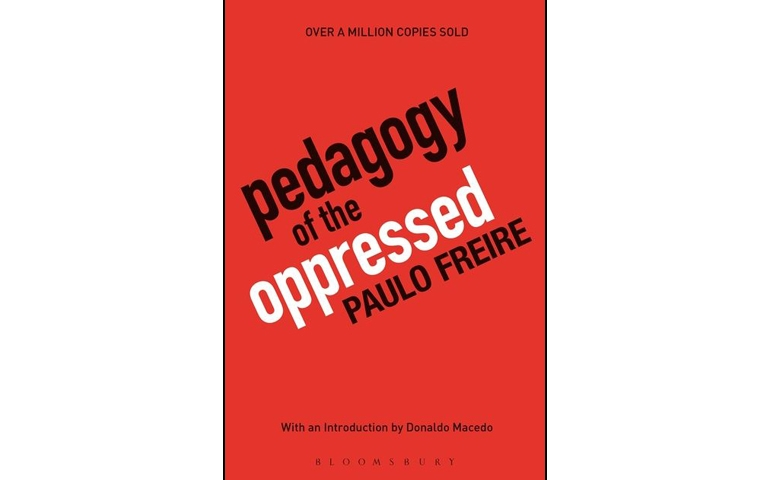 OVER A MILLION COPIES SOLD
pedagogy
of the
oppressed
PAULO FREIRE
With an Introduction by Donaldo Macedo
BLOOMSBURY